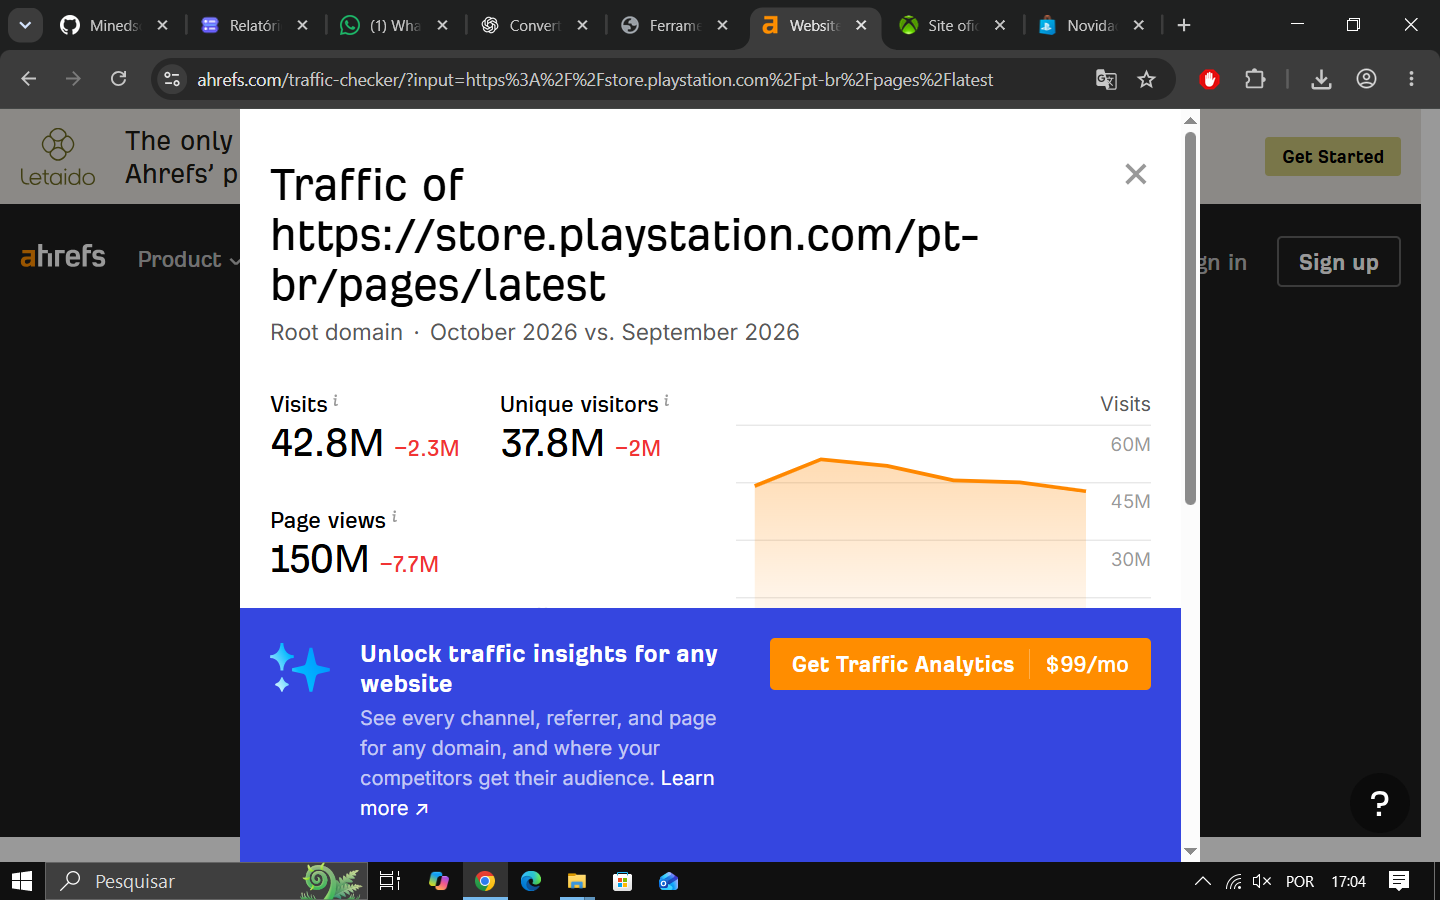 Minedsc
Relatóri
(1) Wha
Convert
Ferrame
Website
Site ofic
Novidad
ahrefs.com/traffic-checker/?input=https%3A%2F%2Fstore.playstation.com%2Fpt-br%2Fpages%2Flatest
Letaido
The only
Ahrefs’ p
Get Started
ahrefs
Product
gn in
Sign up
Traffic of
https://store.playstation.com/pt-
br/pages/latest
Root domain · October 2026 vs. September 2026
Visits i
42.8M -2.3M
Unique visitors i
37.8M -2M
Page views i
150M -7.7M
Visits
60M
45M
30M
Unlock traffic insights for any
website
See every channel, referrer, and page
for any domain, and where your
competitors get their audience. Learn
more ↗
Get Traffic Analytics $99/mo
?
Pesquisar
POR
17:04